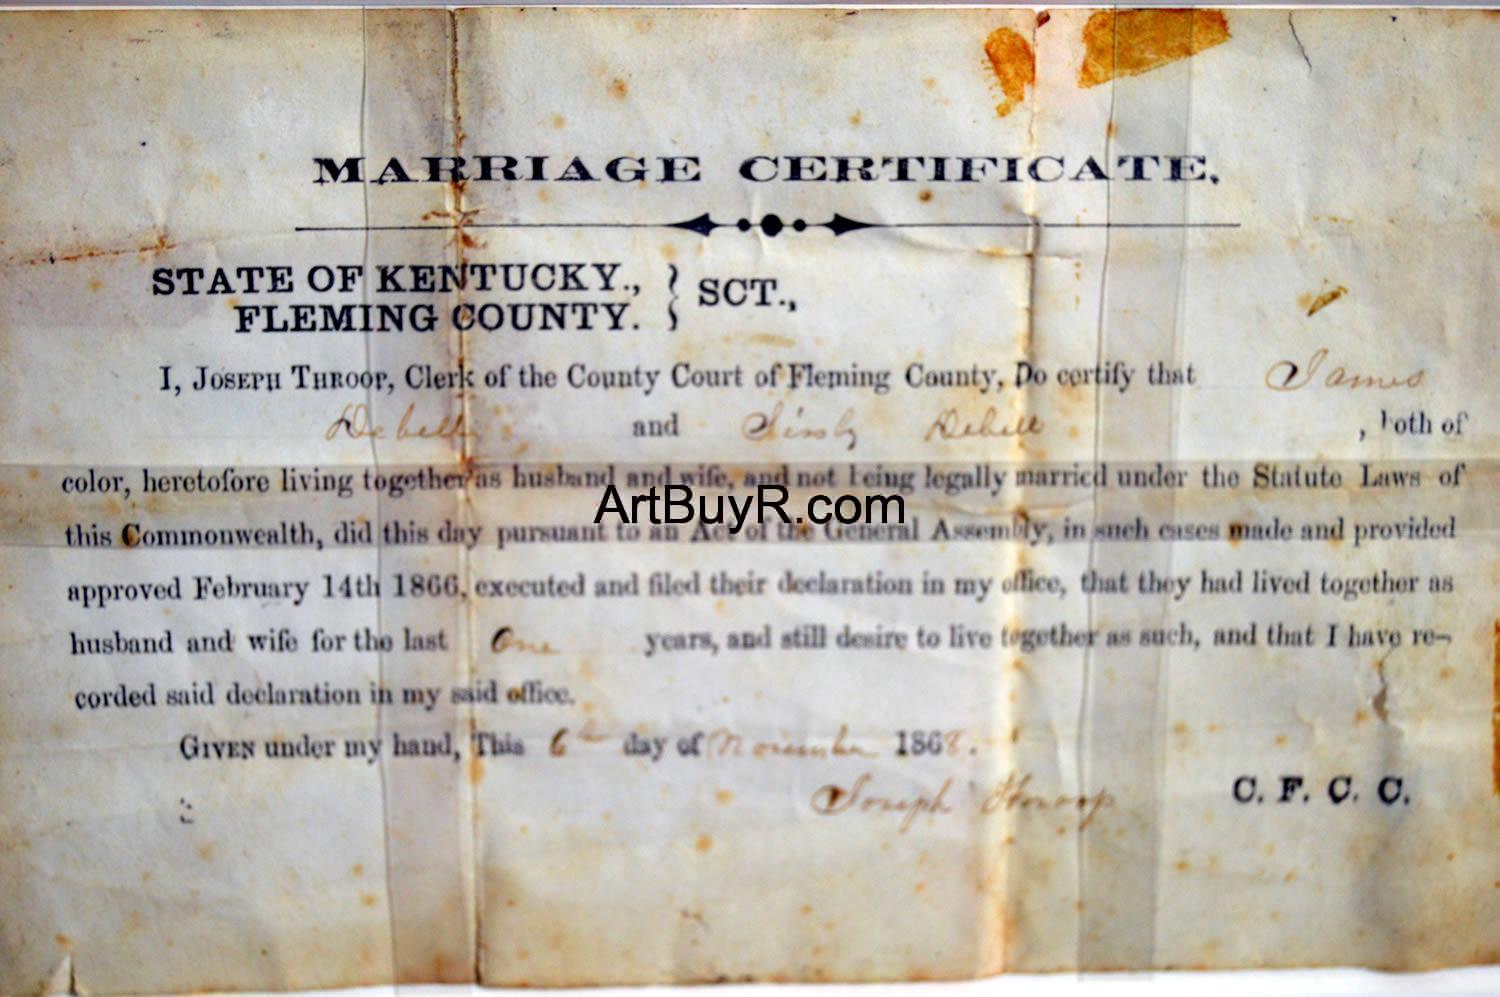 MARRIAGE CERTIFICATE.
STATE OF KENTUCKY., } SCT.,
FLEMING COUNTY.
I, JOSEPH THROOP, Clerk of the County Court of Fleming County, Do certify that James
Debell and Debell , both of
color, heretofore living together as husband and wife, and not being legally married under the Statute Laws of
ArtBuyR.com
this Commonwealth, did this day pursuant to an Act of the General Assembly, in such cases made and provided
approved February 14th 1866, executed and filed their declaration in my office, that they had lived together as
husband and wife for the last One years, and still desire to live together as such, and that I have re-
corded said declaration in my said office.
GIVEN under my hand, This 6th day of November 1868.
Joseph Throop C. F. C. C.